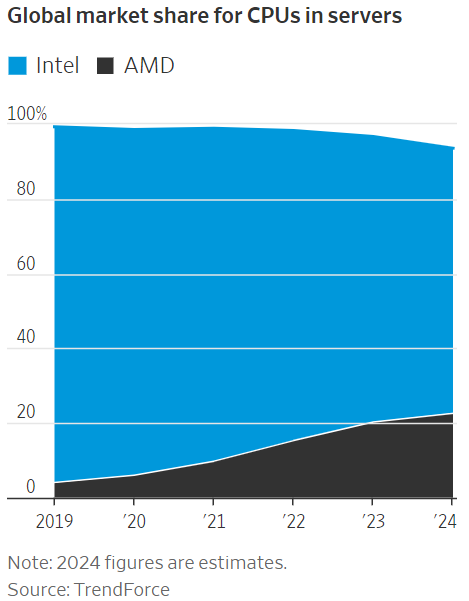 Global market share for CPUs in servers
Intel AMD
100%
80
60
40
20
0
2019 ’20 ’21 ’22 ’23 ’24
Note: 2024 figures are estimates.
Source: TrendForce